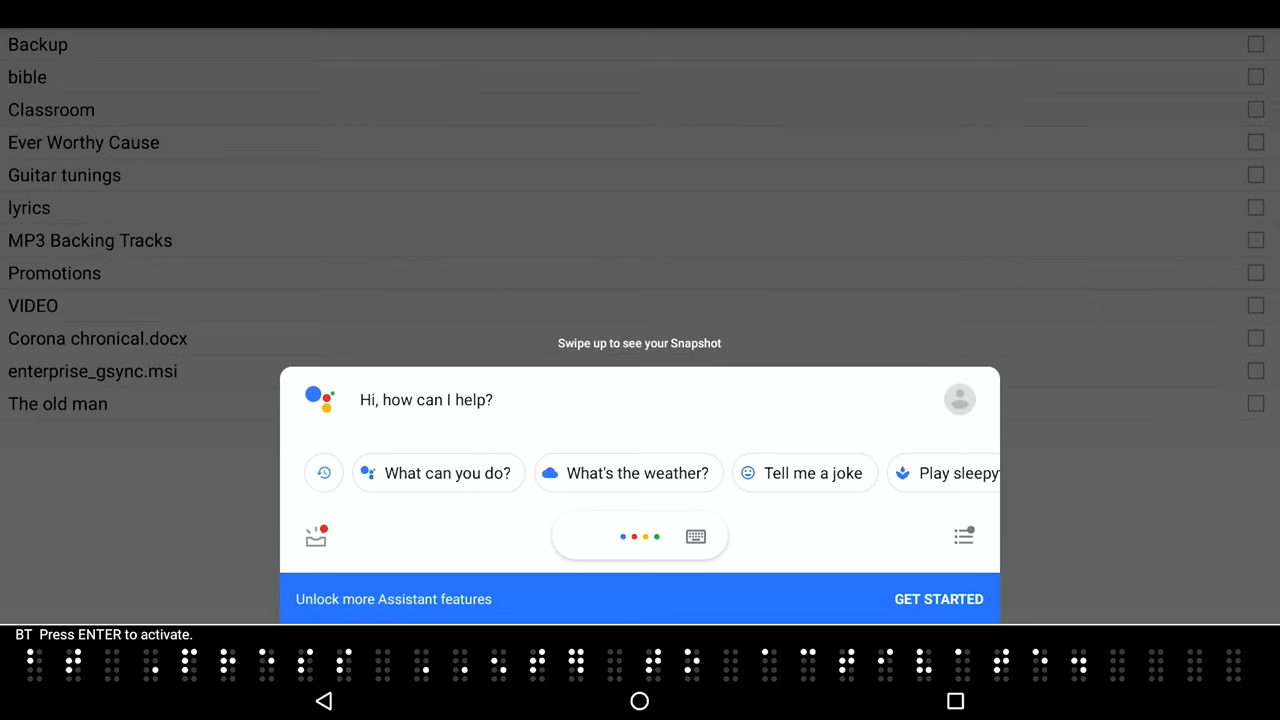 Backup
bible
Classroom
Ever Worthy Cause
Guitar tunings
lyrics
MP3 Backing Tracks
Promotions
VIDEO
Corona chronical.docx
enterprise_gsync.msi
The old man
Swipe up to see your Snapshot
Hi, how can I help?
What can you do? What's the weather? Tell me a joke Play sleepy
Unlock more Assistant features GET STARTED
BT Press ENTER to activate.